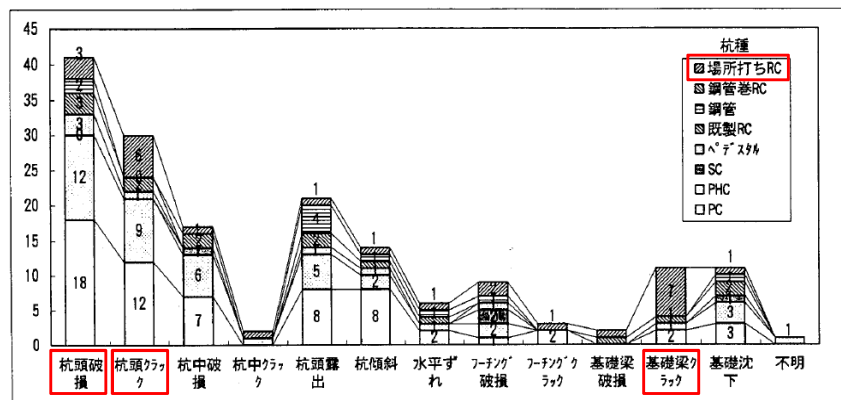 45
40
35
30
25
20
15
10
5
0
3
2
3
3
12
18
6
9
12
6
7
1
4
2
5
8
1
2
8
1
2
2
1
1
2
7
2
1
3
3
1
杭種
場所打ちRC
鋼管巻RC
鋼管
既製RC
ペデスタル
SC
PHC
PC
杭頭破
損
杭頭クラッ
ク
杭中破
損
杭中クラッ
ク
杭頭露
出
杭傾斜
水平ず
れ
フーチング
破損
フーチングク
ラック
基礎梁
破損
基礎梁ク
ラック
基礎沈
下
不明